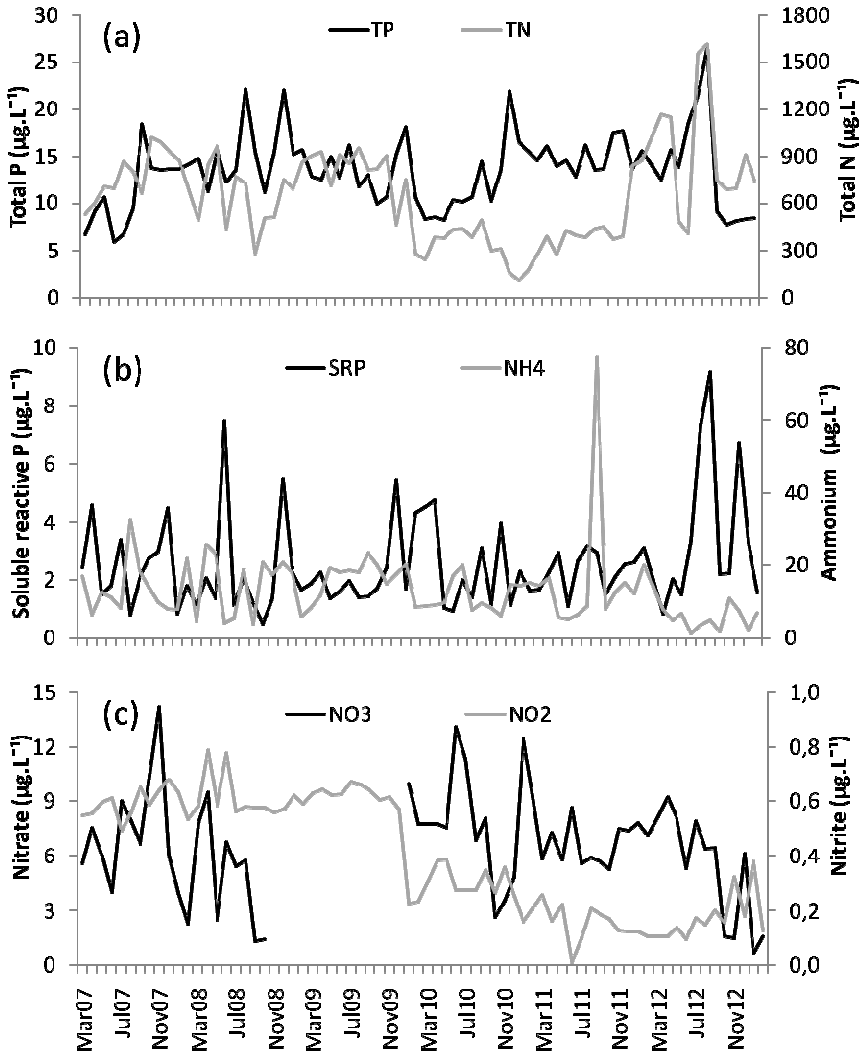 (a)
TP TN
30
25
20
15
10
5
0
Total P (µg.L⁻¹)
1800
1500
1200
900
600
300
0
Total N (µg.L⁻¹)
(b)
SRP NH4
10
8
6
4
2
0
Soluble reactive P (µg.L⁻¹)
80
60
40
20
0
Ammonium (µg.L⁻¹)
(c)
NO3 NO2
15
12
9
6
3
0
Nitrate (µg.L⁻¹)
1,0
0,8
0,6
0,4
0,2
0,0
Nitrite (µg.L⁻¹)
Mar07
Jul07
Nov07
Mar08
Jul08
Nov08
Mar09
Jul09
Nov09
Mar10
Jul10
Nov10
Mar11
Jul11
Nov11
Mar12
Jul12
Nov12